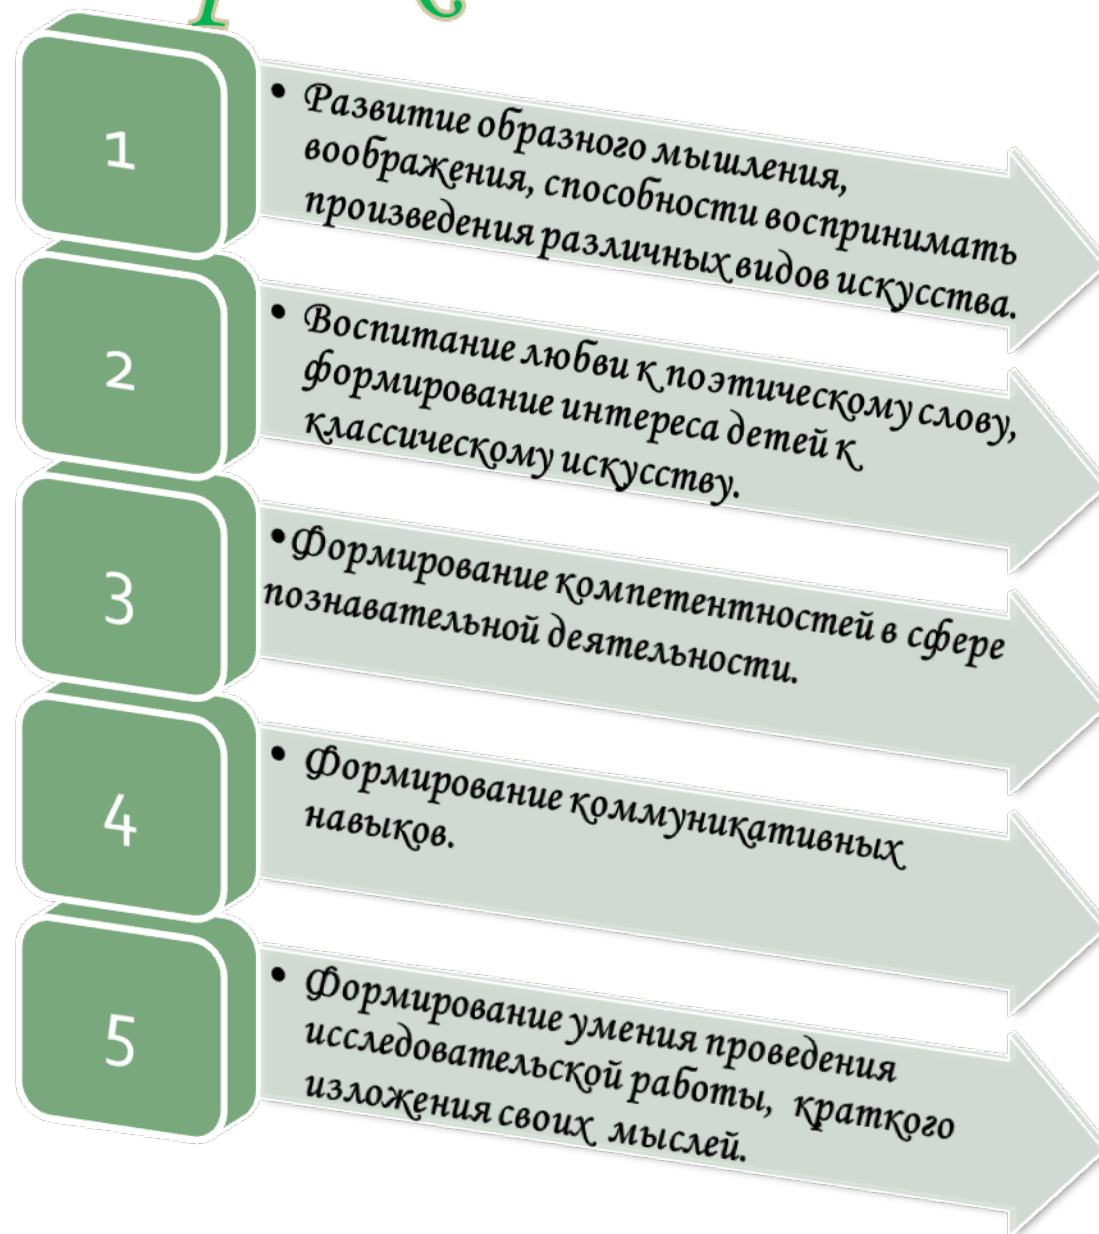 1
• Развитие образного мышления,
воображения, способности воспринимать
произведения различных видов искусства.
2
• Воспитание любви к поэтическому слову,
формирование интереса детей к
классическому искусству.
3
•Формирование компетентностей в сфере
познавательной деятельности.
4
• Формирование коммуникативных
навыков.
5
• Формирование умения проведения
исследовательской работы, краткого
изложения своих мыслей.